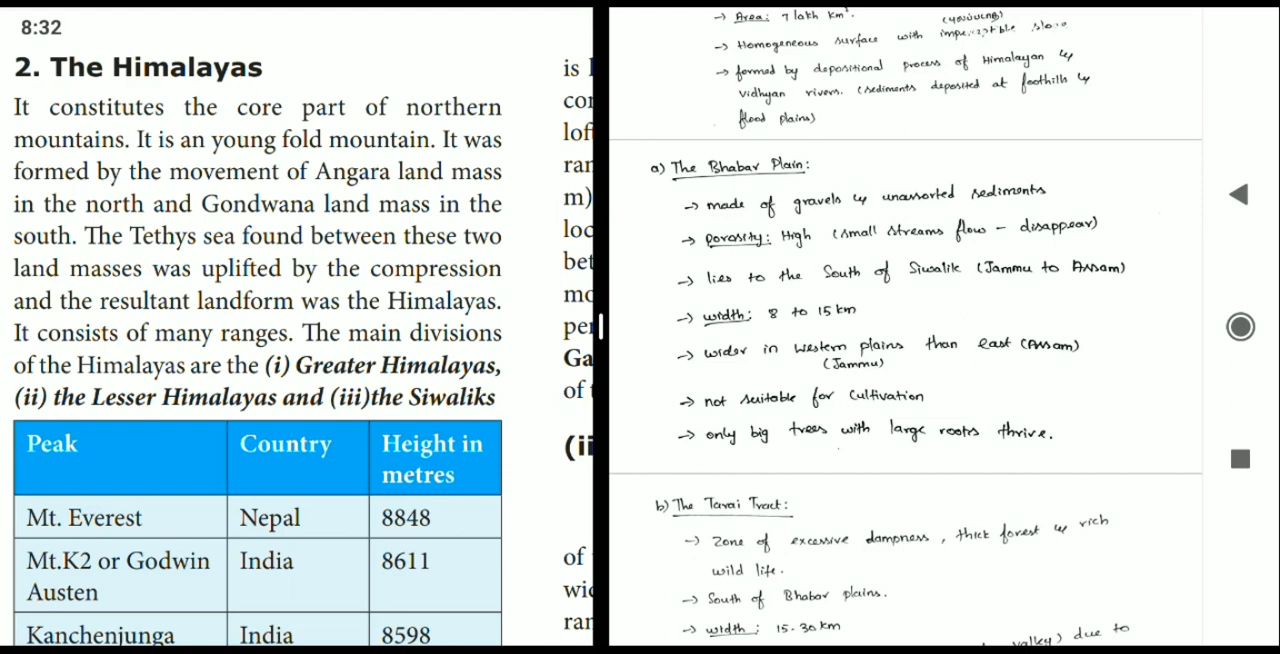 8:32
2. The Himalayas
It constitutes the core part of northern
mountains. It is an young fold mountain. It was
formed by the movement of Angara land mass
in the north and Gondwana land mass in the
south. The Tethys sea found between these two
land masses was uplifted by the compression
and the resultant landform was the Himalayas.
It consists of many ranges. The main divisions
of the Himalayas are the (i) Greater Himalayas,
(ii) the Lesser Himalayas and (iii)the Siwaliks
Peak Country Height in metres
Mt. Everest Nepal 8848
Mt.K2 or Godwin Austen India 8611
Kanchenjunga India 8598
is
of
of
→ Area: 7 lakh km².
→ Homogeneous surface with slope
→ formed by depositional process of Himalayan &
Vidhyan rivers. (sediments deposited at foothills &
flood plains)
a) The Bhabar Plain:
→ made of gravels & unassorted sediments
→ Porosity: High (small streams flow - disappear)
→ lies to the South of Siwalik (Jammu to Assam)
→ width: 8 to 15 km
→ wider in western plains than east (Assam)
(Jammu)
→ not suitable for cultivation
→ only big trees with large roots thrive.
b) The Tarai Tract:
→ Zone of excessive dampness, thick forest & rich
wild life.
→ South of Bhabar plains.
→ width: 15-30 km
valley) due to